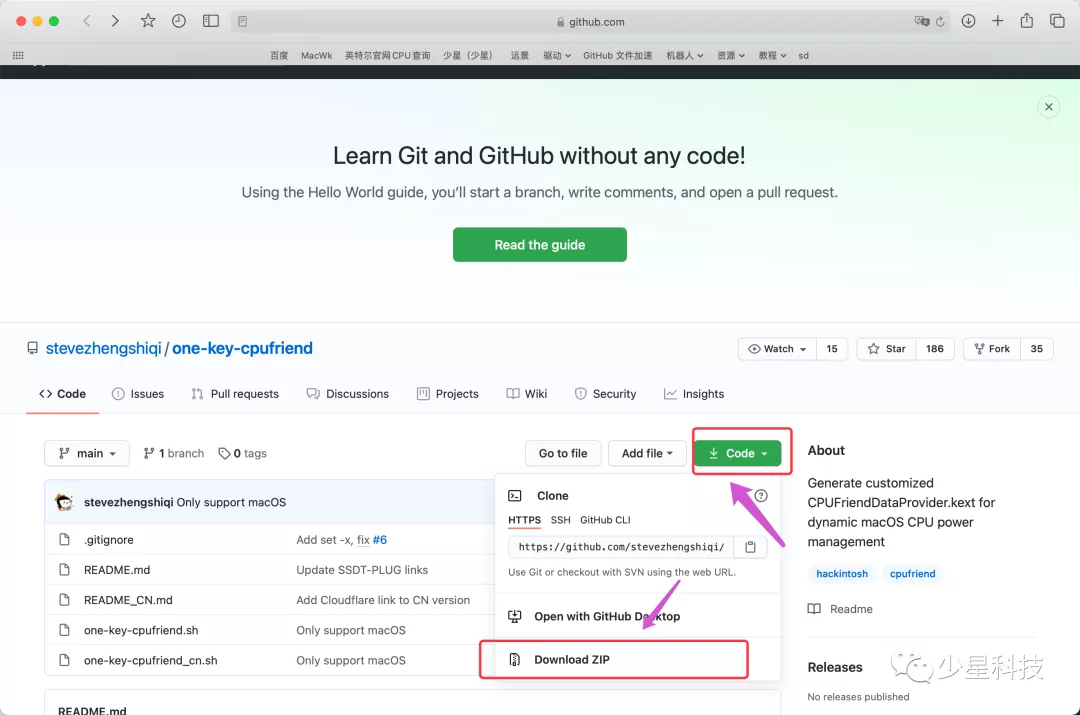 github.com
百度 MacWk 英特尔官网CPU查询 少星（少星） 远景 驱动 GitHub 文件加速 机器人 资源 教程 sd
Learn Git and GitHub without any code!
Using the Hello World guide, you’ll start a branch, write comments, and open a pull request.
Read the guide
stevezhengshiqi / one-key-cpufriend
Watch 15 Star 186 Fork 35
Code Issues Pull requests Discussions Projects Wiki Security Insights
main 1 branch 0 tags Go to file Add file Code
About
Generate customized
CPUFriendDataProvider.kext for
dynamic macOS CPU power
management
hackintosh cpufriend
Readme
Releases
No releases published
stevezhengshiqi Only support macOS
.gitignore Add set -x, fix #6
README.md Update SSDT-PLUG links
README_CN.md Add Cloudflare link to CN version
one-key-cpufriend.sh Only support macOS
one-key-cpufriend_cn.sh Only support macOS
README.md
Clone
HTTPS SSH GitHub CLI
https://github.com/stevezhengshiqi/
Use Git or checkout with SVN using the web URL.
Open with GitHub Desktop
Download ZIP
少星科技